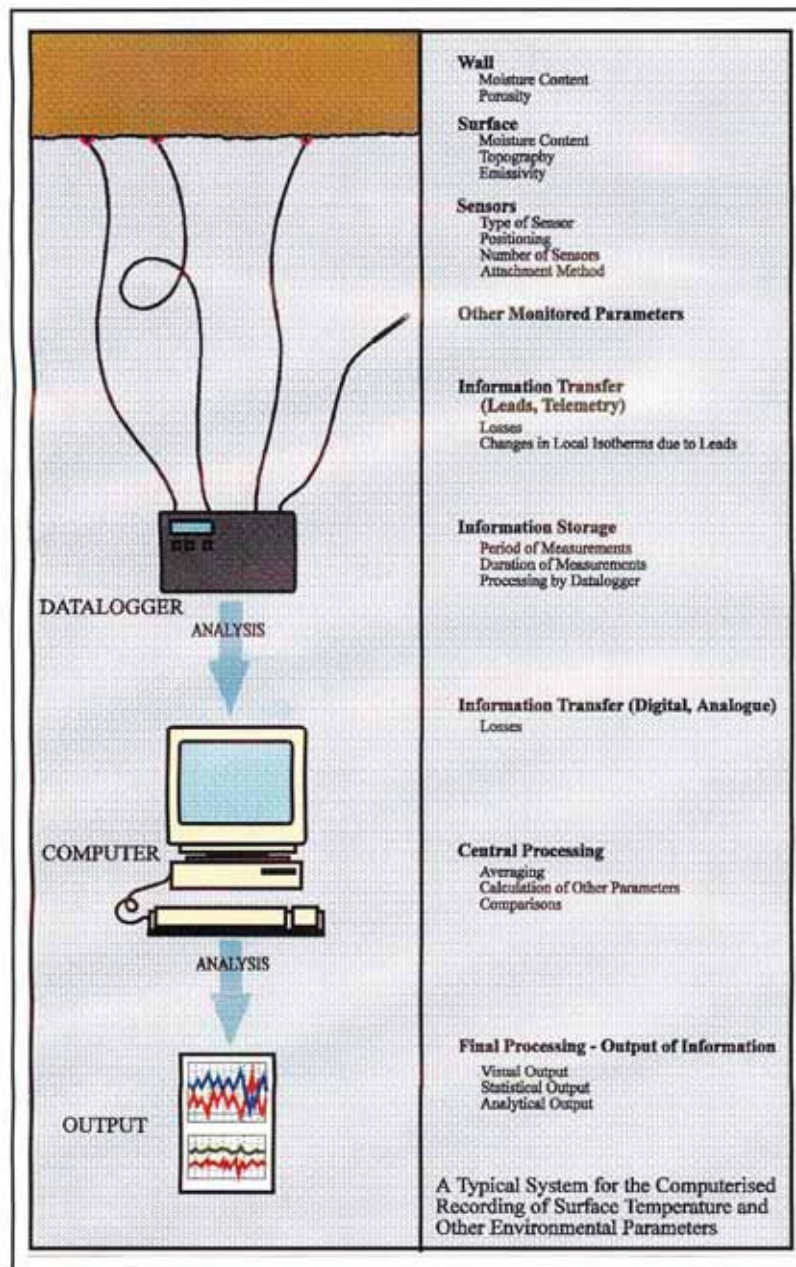 Wall
Moisture Content
Porosity
Surface
Moisture Content
Topography
Emissivity
Sensors
Type of Sensor
Positioning
Number of Sensors
Attachment Method
Other Monitored Parameters
Information Transfer
(Leads, Telemetry)
Losses
Changes in Local Isotherms due to Leads
Information Storage
Period of Measurements
Duration of Measurements
Processing by Datalogger
DATALOGGER
ANALYSIS
Information Transfer (Digital, Analogue)
Losses
COMPUTER
Central Processing
Averaging
Calculation of Other Parameters
Comparisons
ANALYSIS
Final Processing - Output of Information
Visual Output
Statistical Output
Analytical Output
OUTPUT
A Typical System for the Computerised
Recording of Surface Temperature and
Other Environmental Parameters